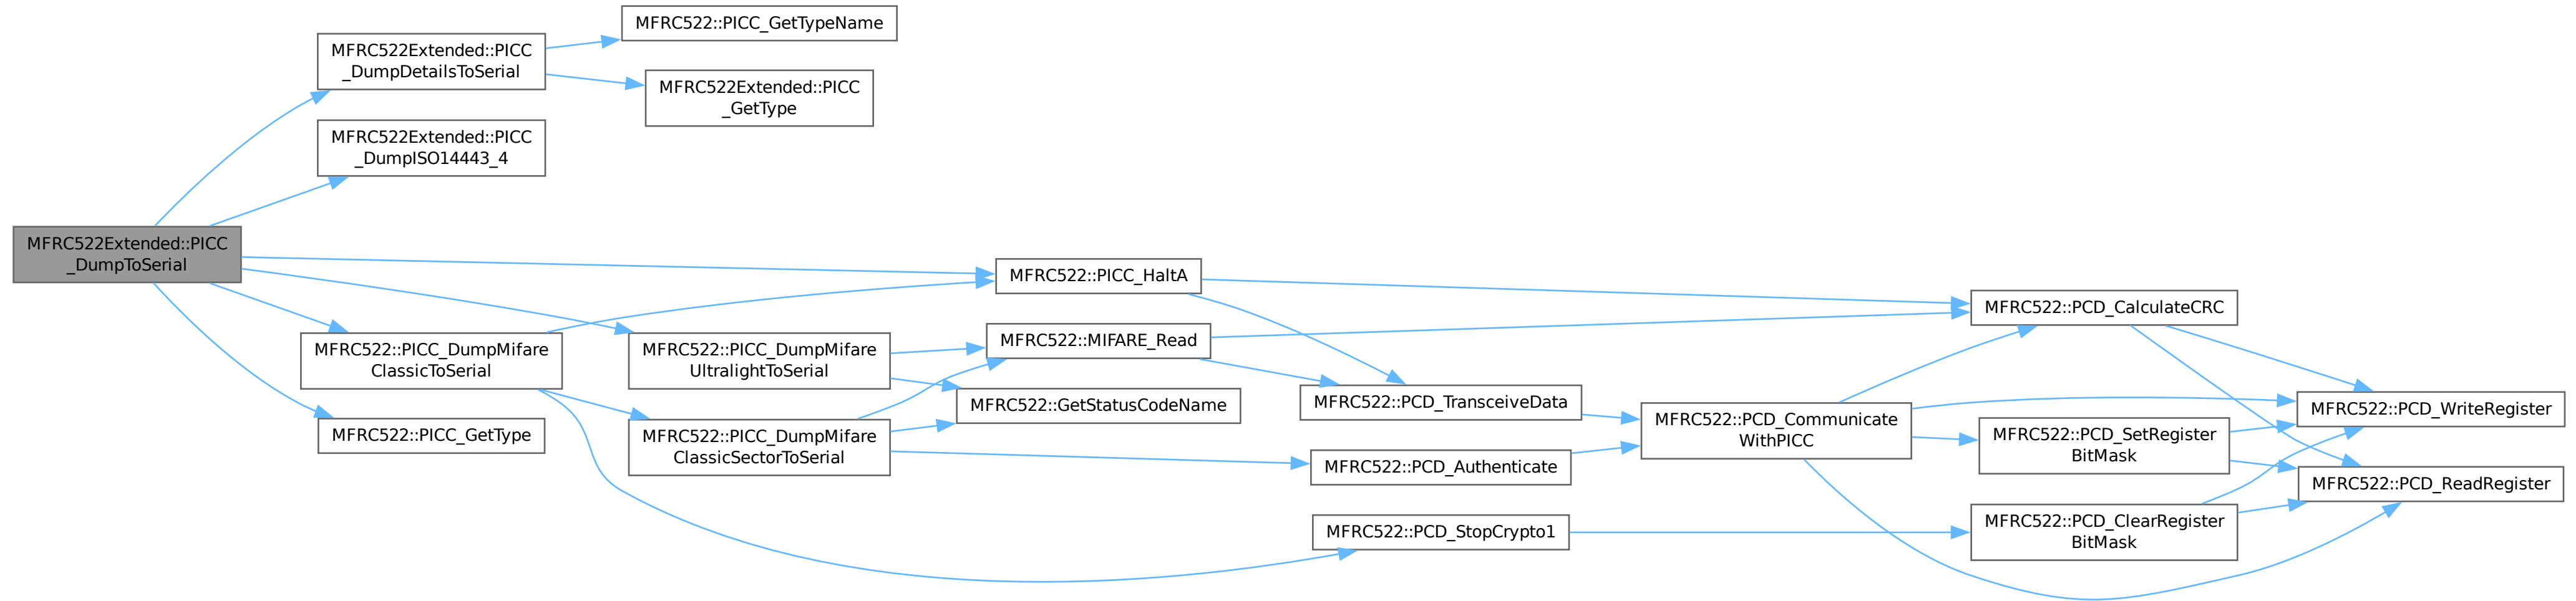 MFRC522Extended::PICC
_DumpToSerial
MFRC522Extended::PICC
_DumpDetailsToSerial
MFRC522::PICC_GetTypeName
MFRC522Extended::PICC
_GetType
MFRC522Extended::PICC
_DumpISO14443_4
MFRC522::PICC_HaltA
MFRC522::PICC_DumpMifare
ClassicToSerial
MFRC522::PICC_DumpMifare
UltralightToSerial
MFRC522::PICC_GetType
MFRC522::PICC_DumpMifare
ClassicSectorToSerial
MFRC522::MIFARE_Read
MFRC522::GetStatusCodeName
MFRC522::PCD_TransceiveData
MFRC522::PCD_Authenticate
MFRC522::PCD_StopCrypto1
MFRC522::PCD_Communicate
WithPICC
MFRC522::PCD_CalculateCRC
MFRC522::PCD_SetRegister
BitMask
MFRC522::PCD_ClearRegister
BitMask
MFRC522::PCD_WriteRegister
MFRC522::PCD_ReadRegister